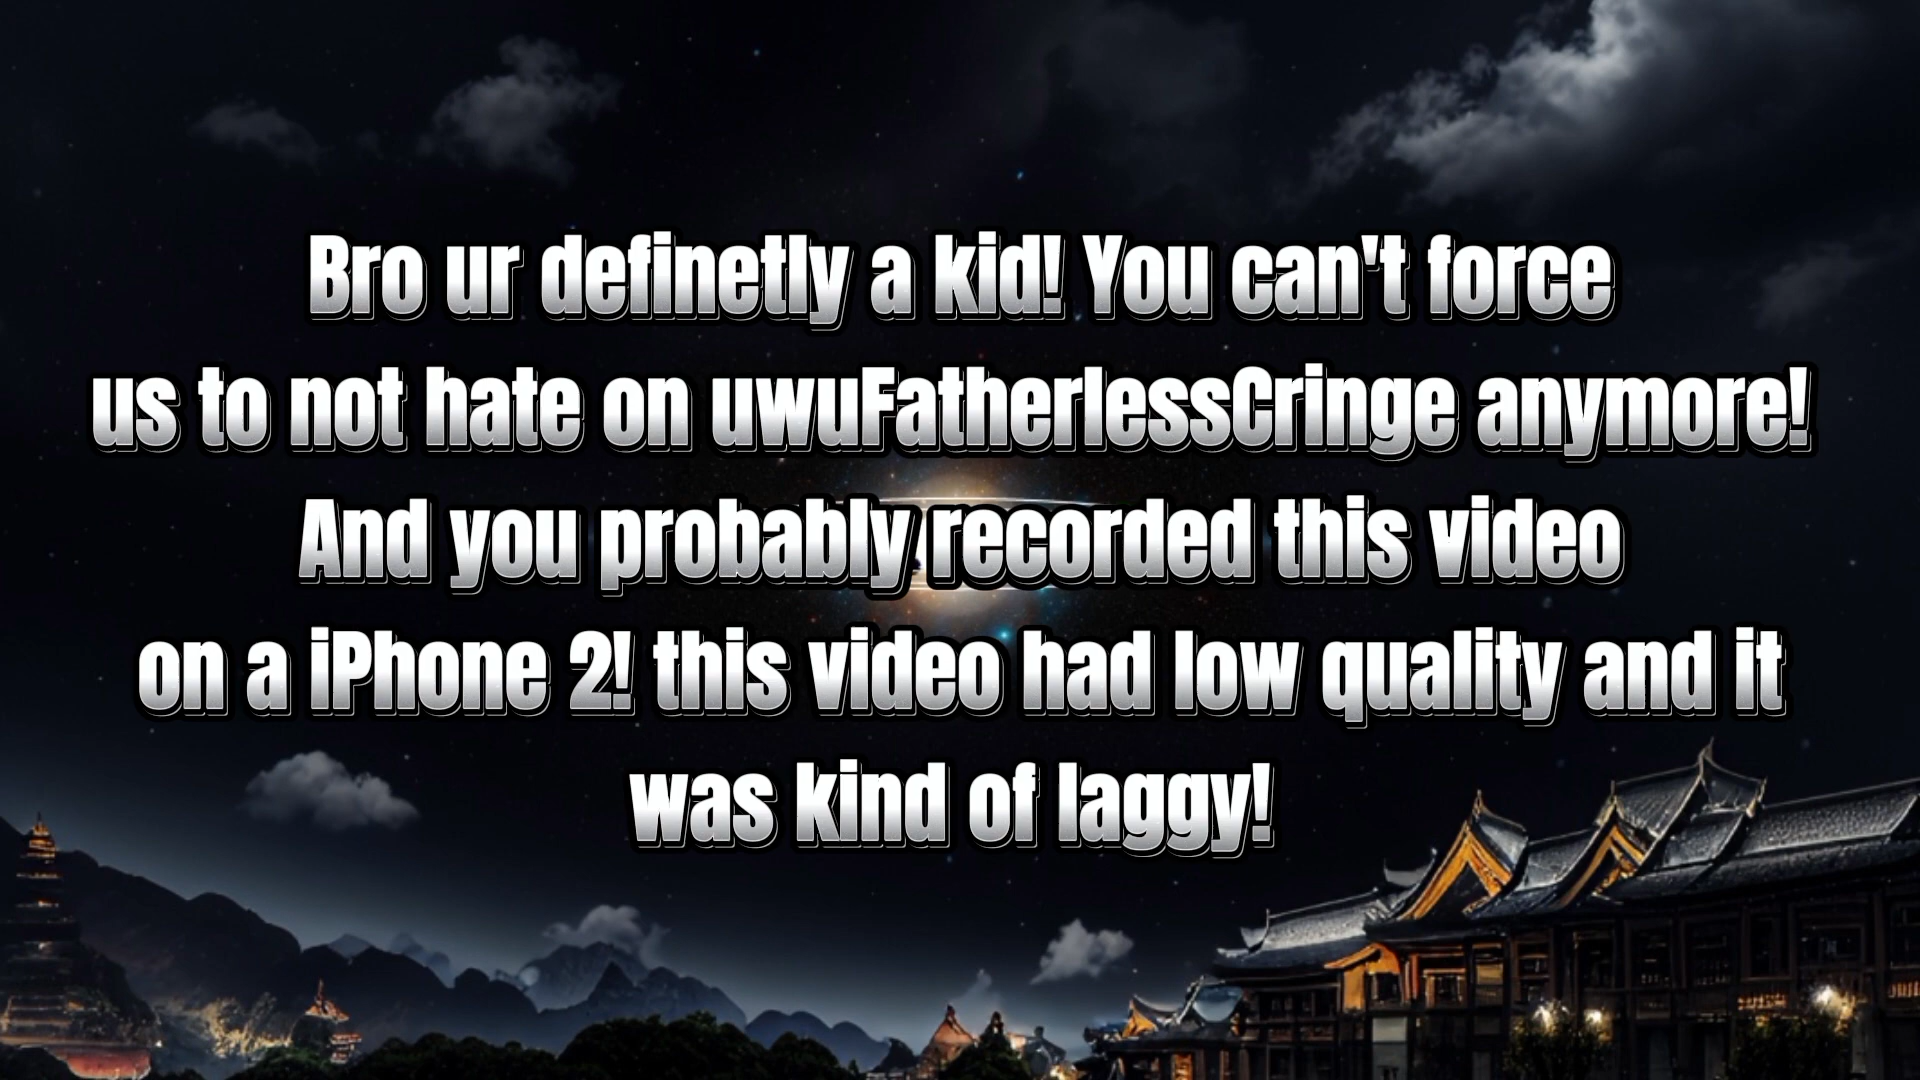 Bro ur definetly a kid! You can't force
us to not hate on uwuFatherlessCringe anymore!
And you probably recorded this video
on a iPhone 2! this video had low quality and it
was kind of laggy!